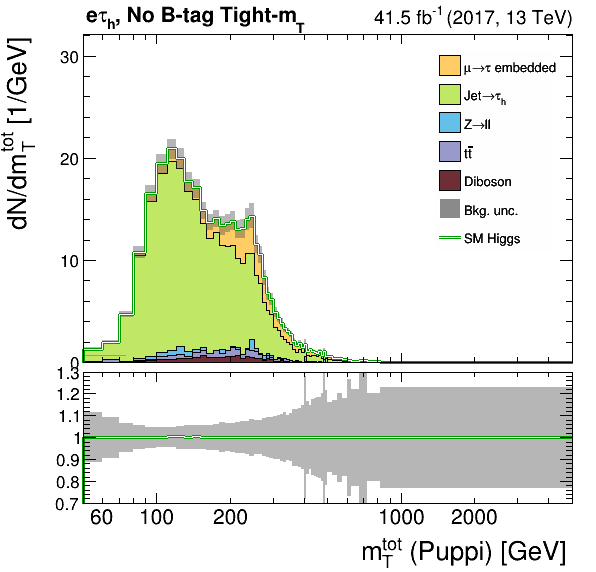 eτh, No B-tag Tight-mT
41.5 fb-1 (2017, 13 TeV)
dN/dmTtot [1/GeV]
30
20
10
0
μ→τ embedded
Jet→τh
Z→ll
tt̄
Diboson
Bkg. unc.
SM Higgs
1.3
1.2
1.1
1
0.9
0.8
0.7
60 100 200 1000 2000
mTtot (Puppi) [GeV]